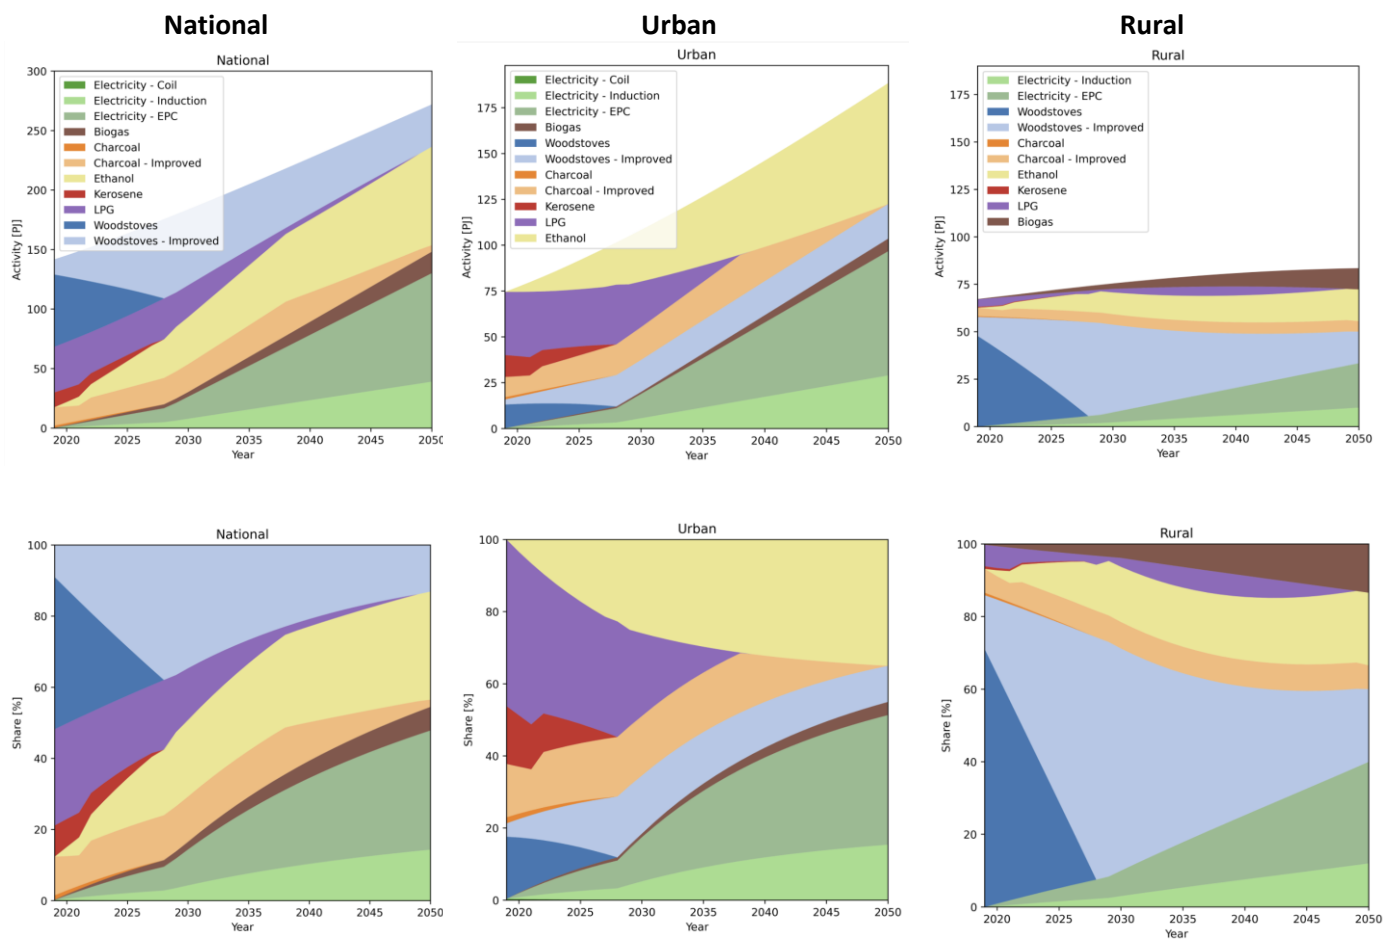 National
Urban
Rural
National
300
250
200
150
100
50
0
Activity [PJ]
Electricity - Coil
Electricity - Induction
Electricity - EPC
Biogas
Charcoal
Charcoal - Improved
Ethanol
Kerosene
LPG
Woodstoves
Woodstoves - Improved
2020 2025 2030 2035 2040 2045 2050
Year
Urban
175
150
125
100
75
50
25
0
Activity [PJ]
Electricity - Coil
Electricity - Induction
Electricity - EPC
Biogas
Woodstoves
Woodstoves - Improved
Charcoal
Charcoal - Improved
Kerosene
LPG
Ethanol
2020 2025 2030 2035 2040 2045 2050
Year
Rural
175
150
125
100
75
50
25
0
Activity [PJ]
Electricity - Induction
Electricity - EPC
Woodstoves
Woodstoves - Improved
Charcoal
Charcoal - Improved
Ethanol
Kerosene
LPG
Biogas
2020 2025 2030 2035 2040 2045 2050
Year
National
100
80
60
40
20
0
Share [%]
2020 2025 2030 2035 2040 2045 2050
Year
Urban
100
80
60
40
20
0
Share [%]
2020 2025 2030 2035 2040 2045 2050
Year
Rural
100
80
60
40
20
0
Share [%]
2020 2025 2030 2035 2040 2045 2050
Year